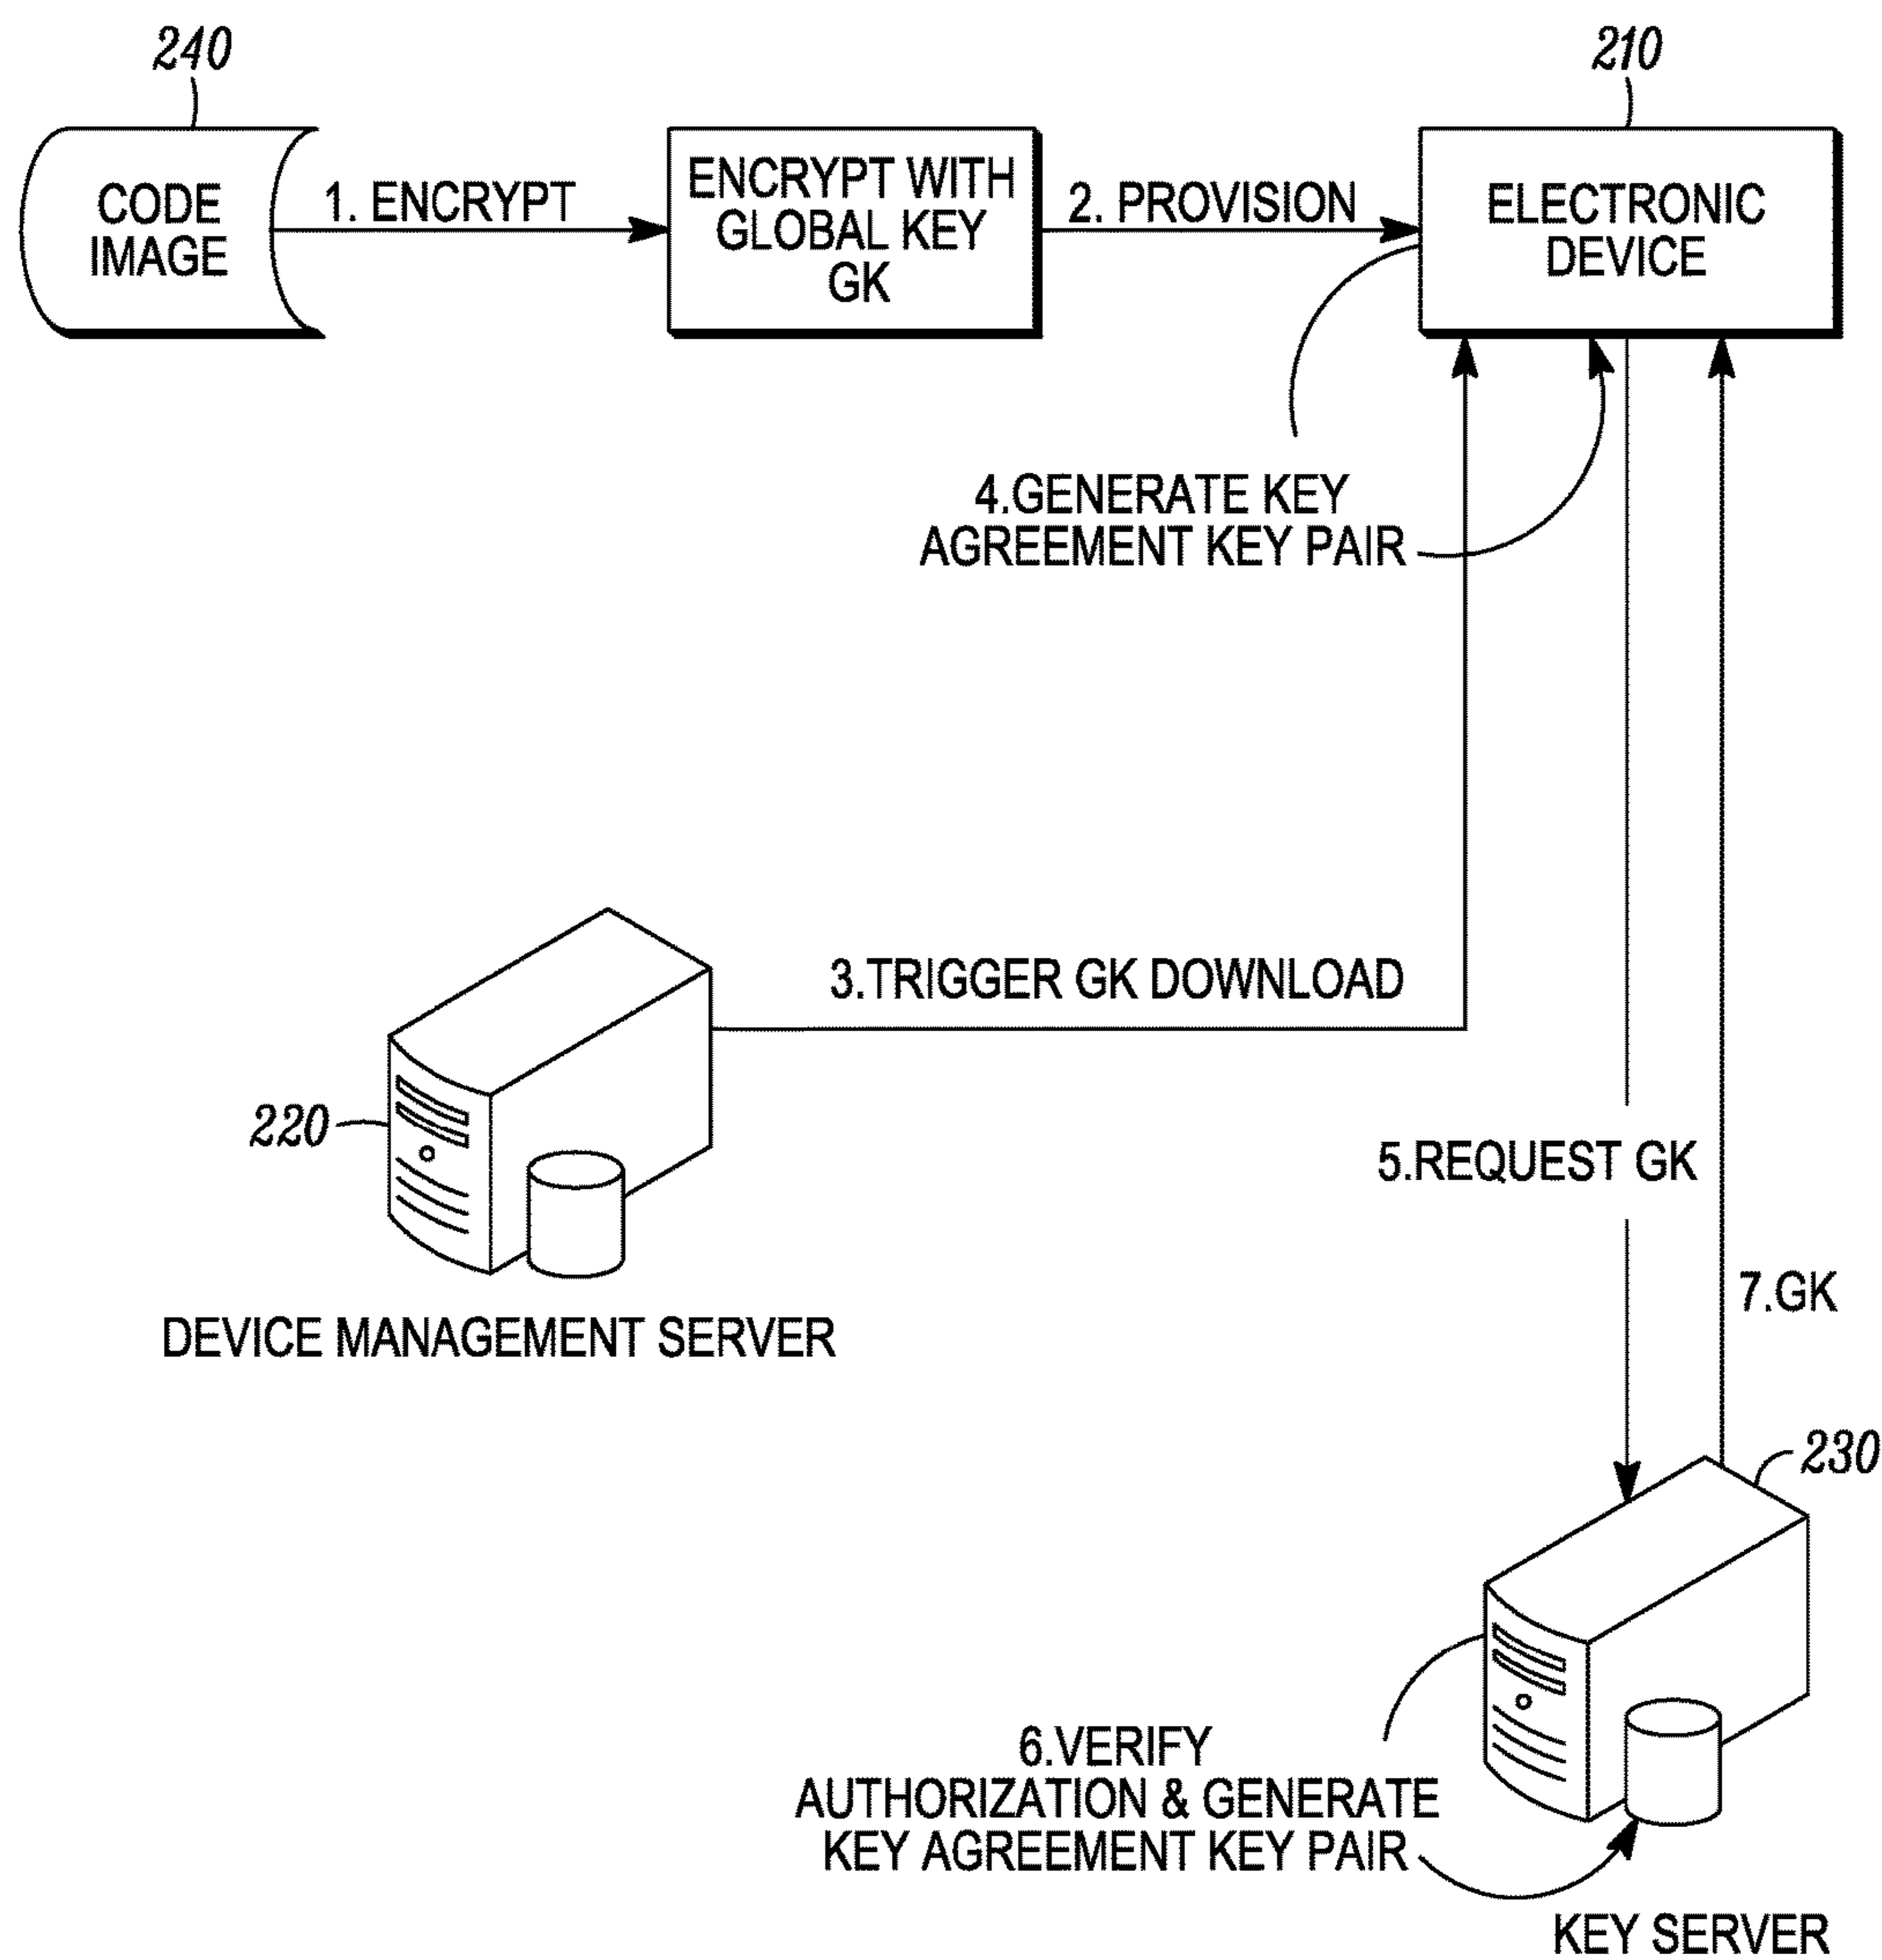 240
210
CODE
IMAGE
1. ENCRYPT
ENCRYPT WITH
GLOBAL KEY
GK
2. PROVISION
ELECTRONIC
DEVICE
4.GENERATE KEY
AGREEMENT KEY PAIR
3.TRIGGER GK DOWNLOAD
220
5.REQUEST GK
7.GK
DEVICE MANAGEMENT SERVER
230
6.VERIFY
AUTHORIZATION & GENERATE
KEY AGREEMENT KEY PAIR
KEY SERVER